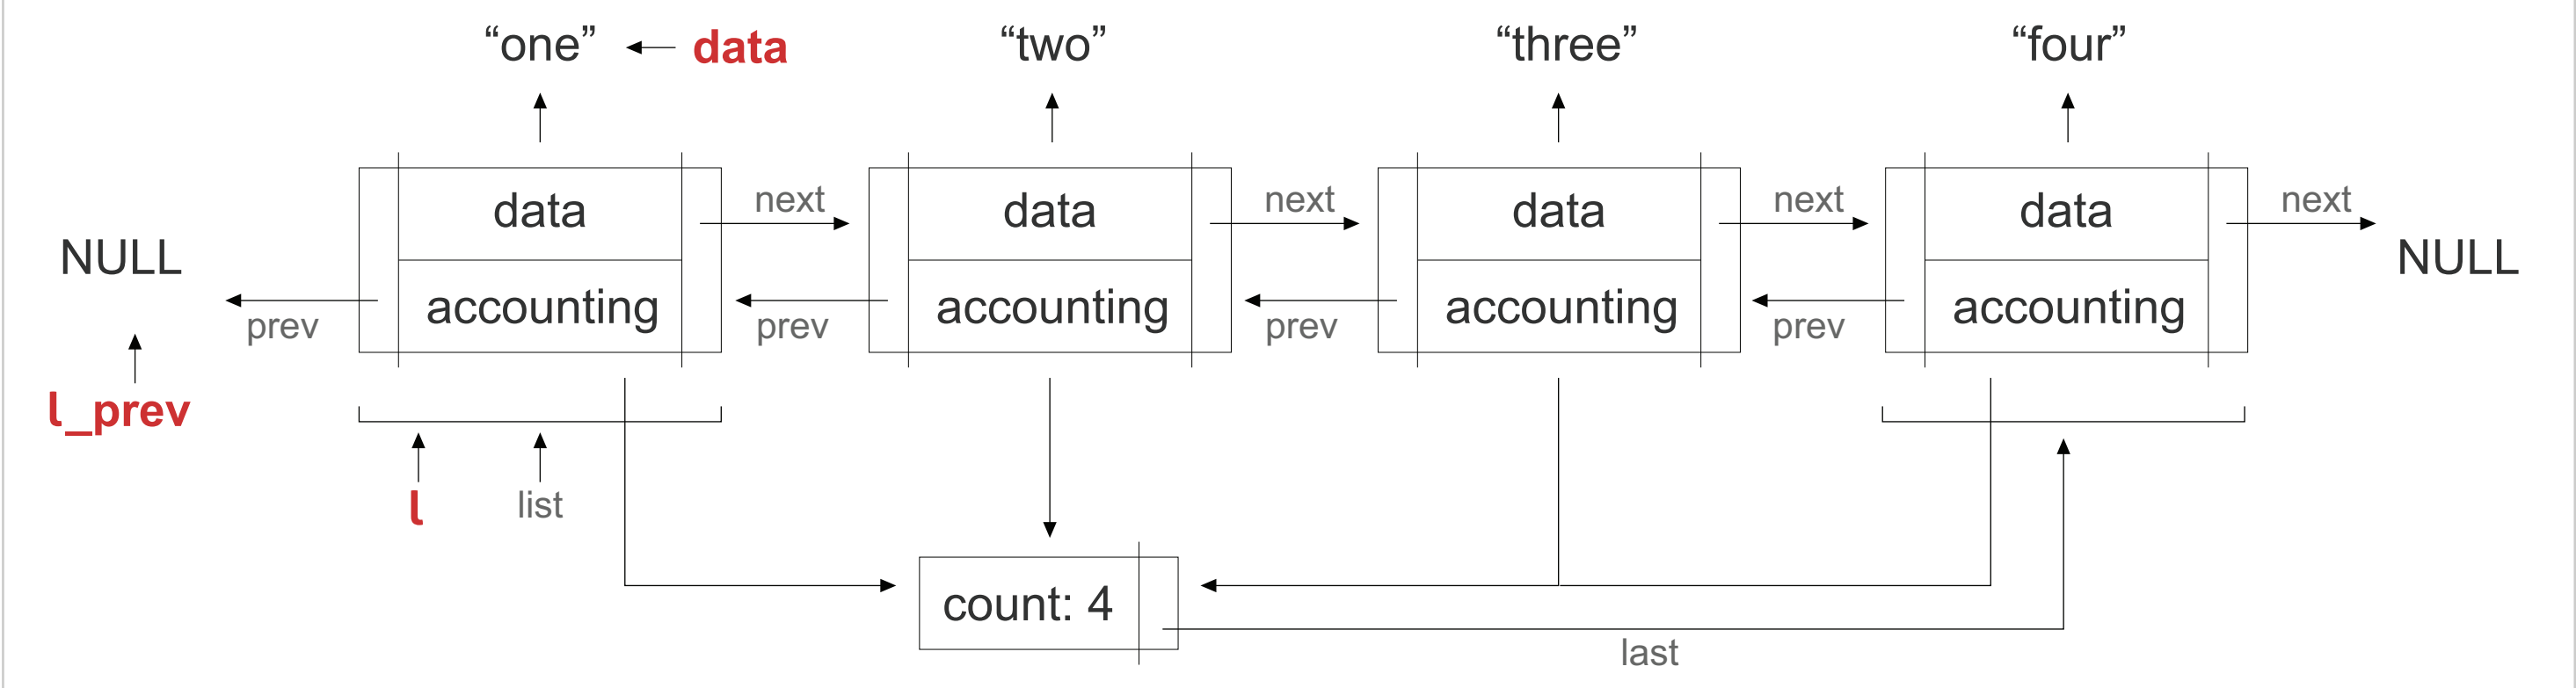 “one” data “two” “three” “four”
data next data next data next data next
NULL NULL
accounting accounting accounting accounting
prev prev prev prev
l_prev
l list
count: 4
last